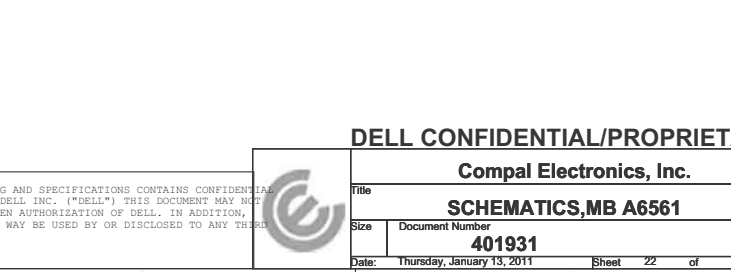 DELL CONFIDENTIAL/PROPRIET
Compal Electronics, Inc.
G AND SPECIFICATIONS CONTAINS CONFIDENTIAL
DELL INC. ("DELL") THIS DOCUMENT MAY NOT
EN AUTHORIZATION OF DELL. IN ADDITION,
WAY BE USED BY OR DISCLOSED TO ANY THIRD
Title
SCHEMATICS,MB A6561
Size Document Number
401931
Date: Thursday, January 13, 2011 Sheet 22 of